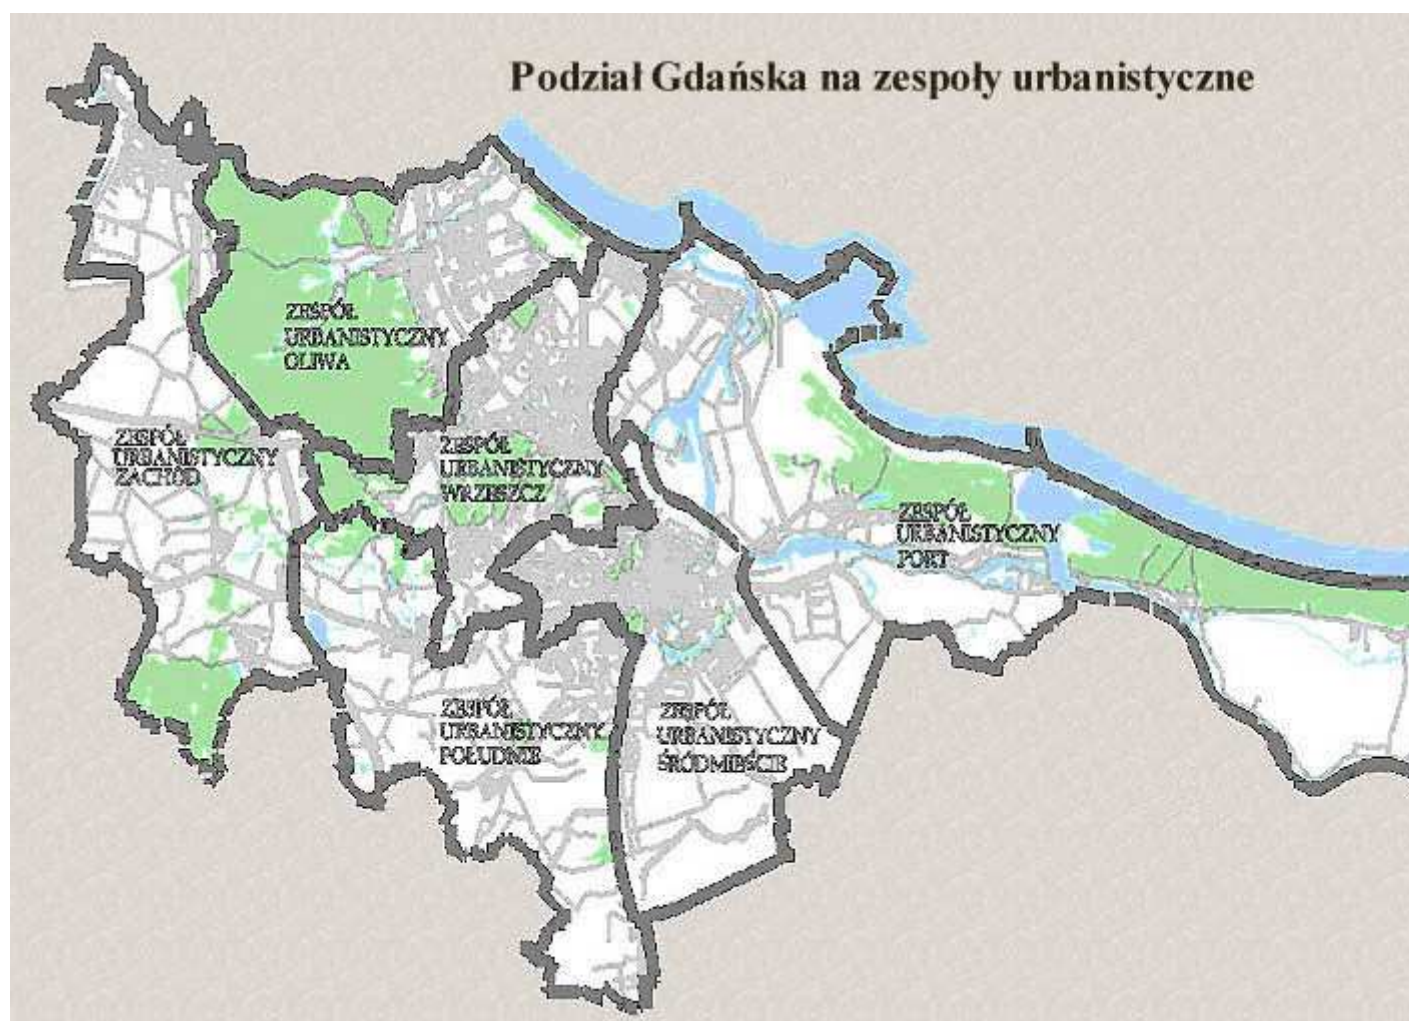 Podział Gdańska na zespoły urbanistyczne
ZESPÓŁ
URBANISTYCZNY
OLIWA
ZESPÓŁ
URBANISTYCZNY
ZACHÓD
ZESPÓŁ
URBANISTYCZNY
WRZESZCZ
ZESPÓŁ
URBANISTYCZNY
PORT
ZESPÓŁ
URBANISTYCZNY
POŁUDNIE
ZESPÓŁ
URBANISTYCZNY
ŚRÓDMIEŚCIE